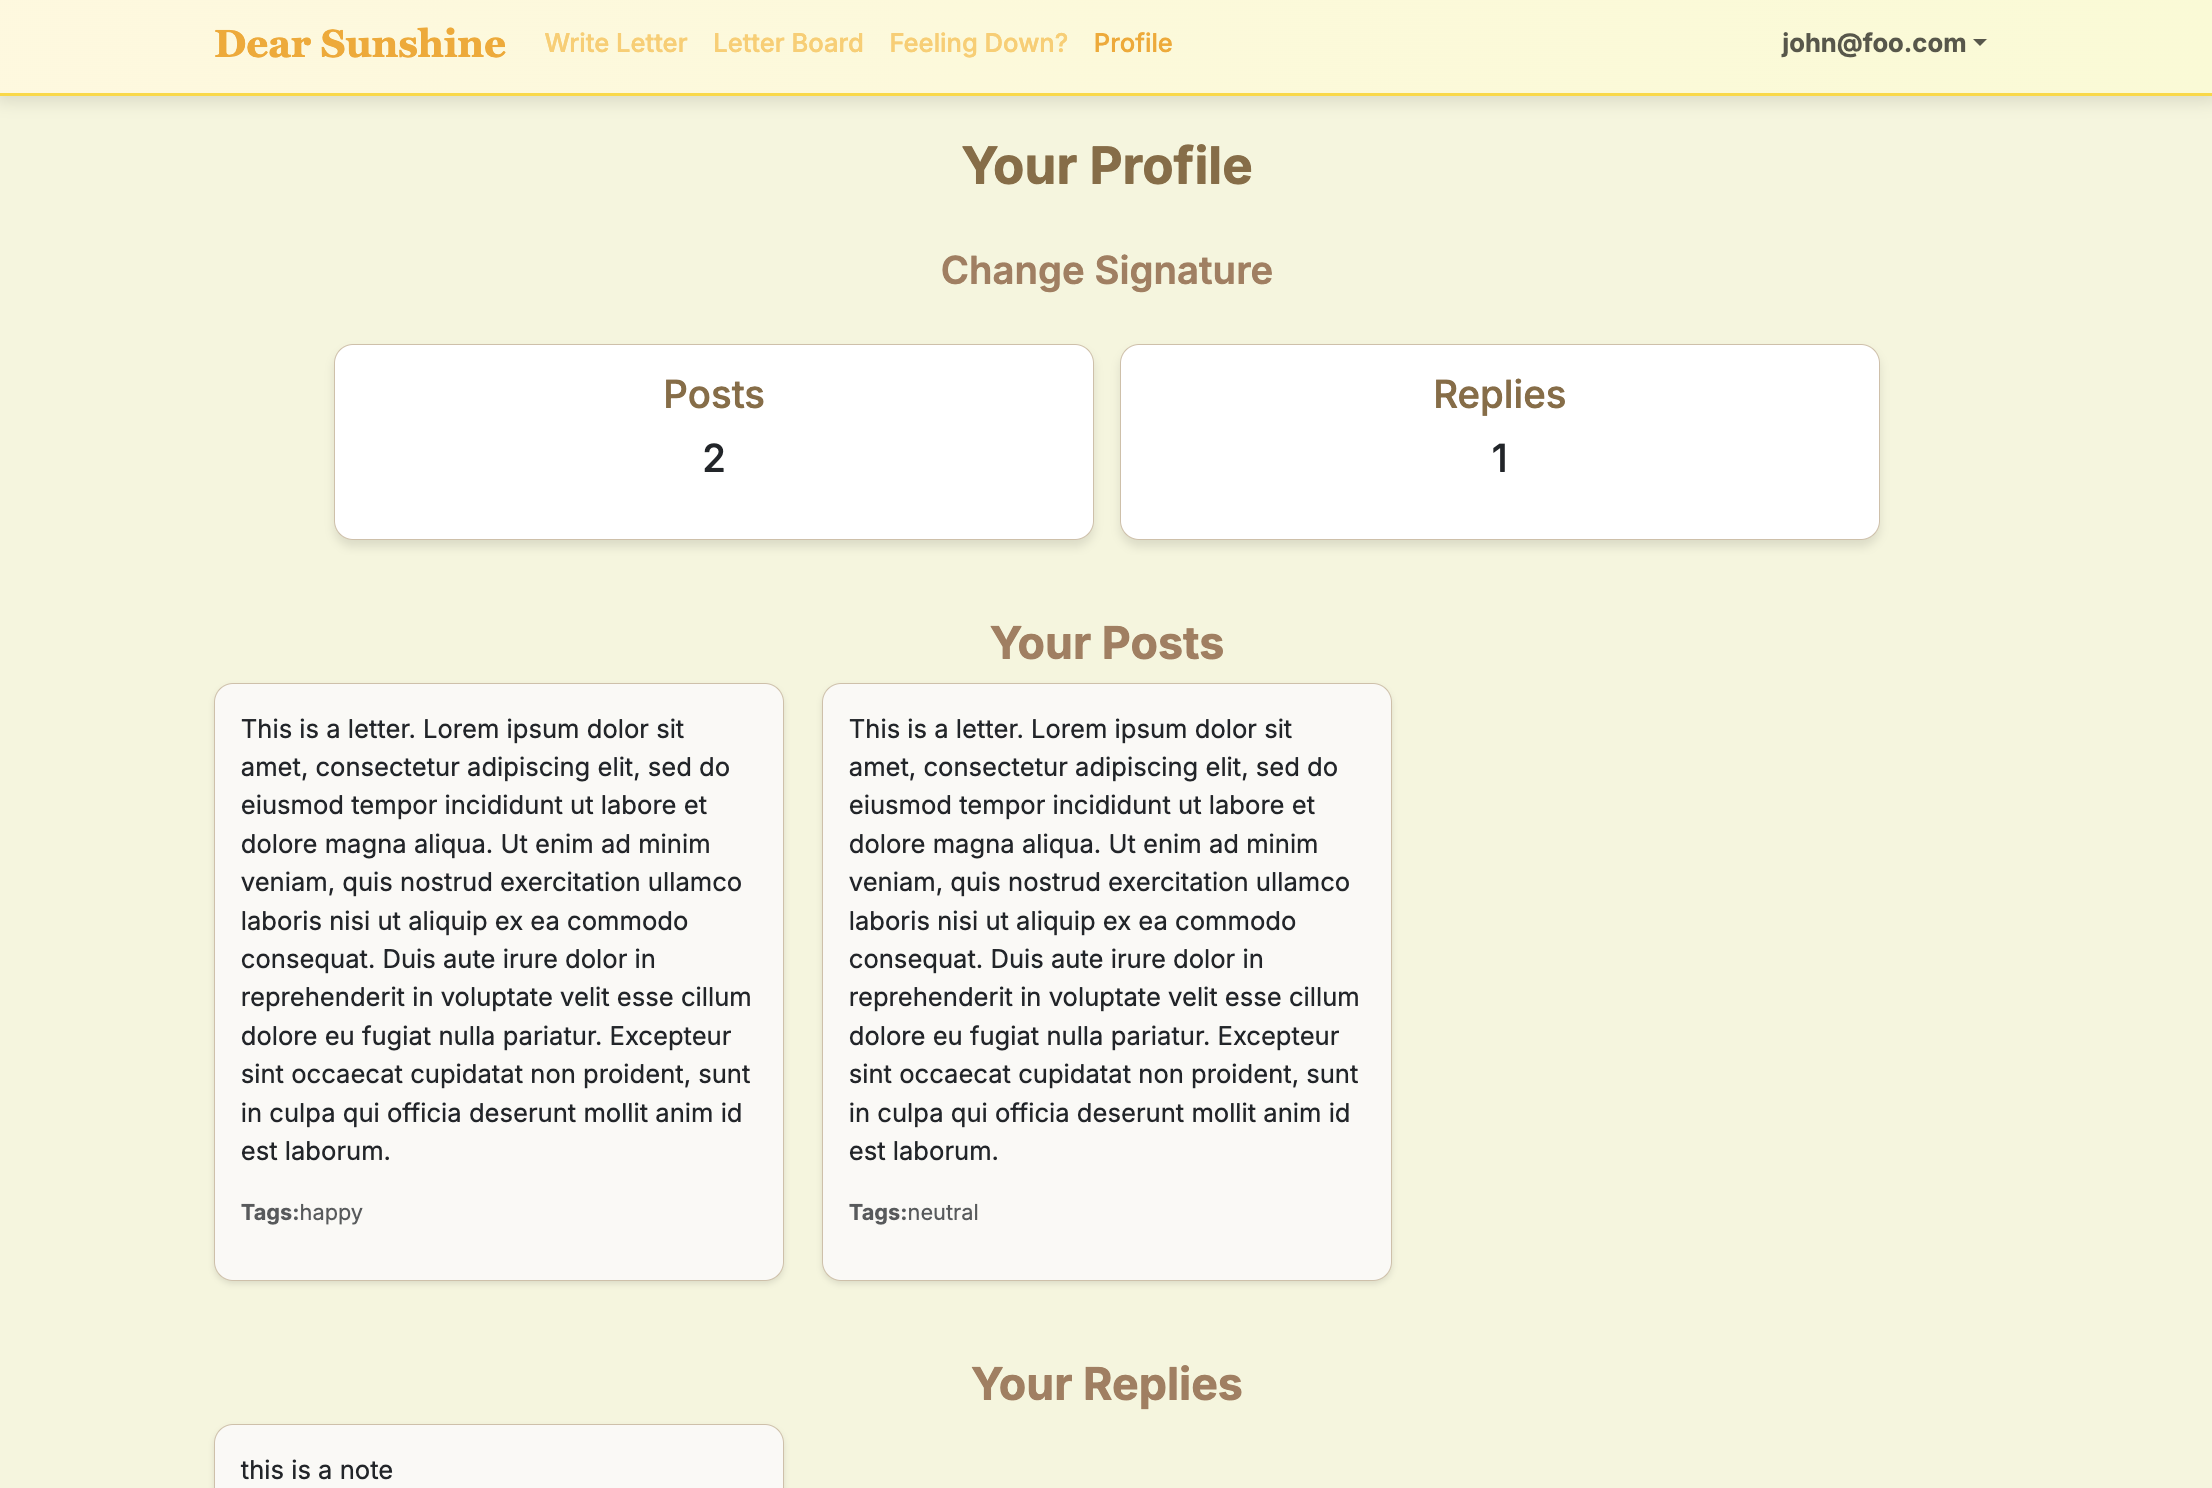 Dear Sunshine Write Letter Letter Board Feeling Down? Profile john@foo.com
Your Profile
Change Signature
Posts
2
Replies
1
Your Posts
This is a letter. Lorem ipsum dolor sit
amet, consectetur adipiscing elit, sed do
eiusmod tempor incididunt ut labore et
dolore magna aliqua. Ut enim ad minim
veniam, quis nostrud exercitation ullamco
laboris nisi ut aliquip ex ea commodo
consequat. Duis aute irure dolor in
reprehenderit in voluptate velit esse cillum
dolore eu fugiat nulla pariatur. Excepteur
sint occaecat cupidatat non proident, sunt
in culpa qui officia deserunt mollit anim id
est laborum.
Tags:happy
This is a letter. Lorem ipsum dolor sit
amet, consectetur adipiscing elit, sed do
eiusmod tempor incididunt ut labore et
dolore magna aliqua. Ut enim ad minim
veniam, quis nostrud exercitation ullamco
laboris nisi ut aliquip ex ea commodo
consequat. Duis aute irure dolor in
reprehenderit in voluptate velit esse cillum
dolore eu fugiat nulla pariatur. Excepteur
sint occaecat cupidatat non proident, sunt
in culpa qui officia deserunt mollit anim id
est laborum.
Tags:neutral
Your Replies
this is a note